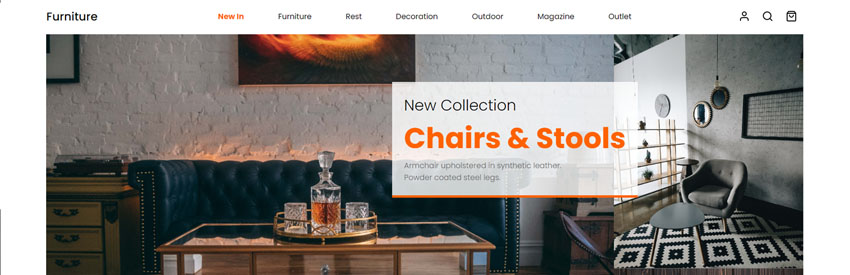 Furniture
New In Furniture Rest Decoration Outdoor Magazine Outlet
New Collection
Chairs & Stools
Armchair upholstered in synthetic leather.
Powder coated steel legs.